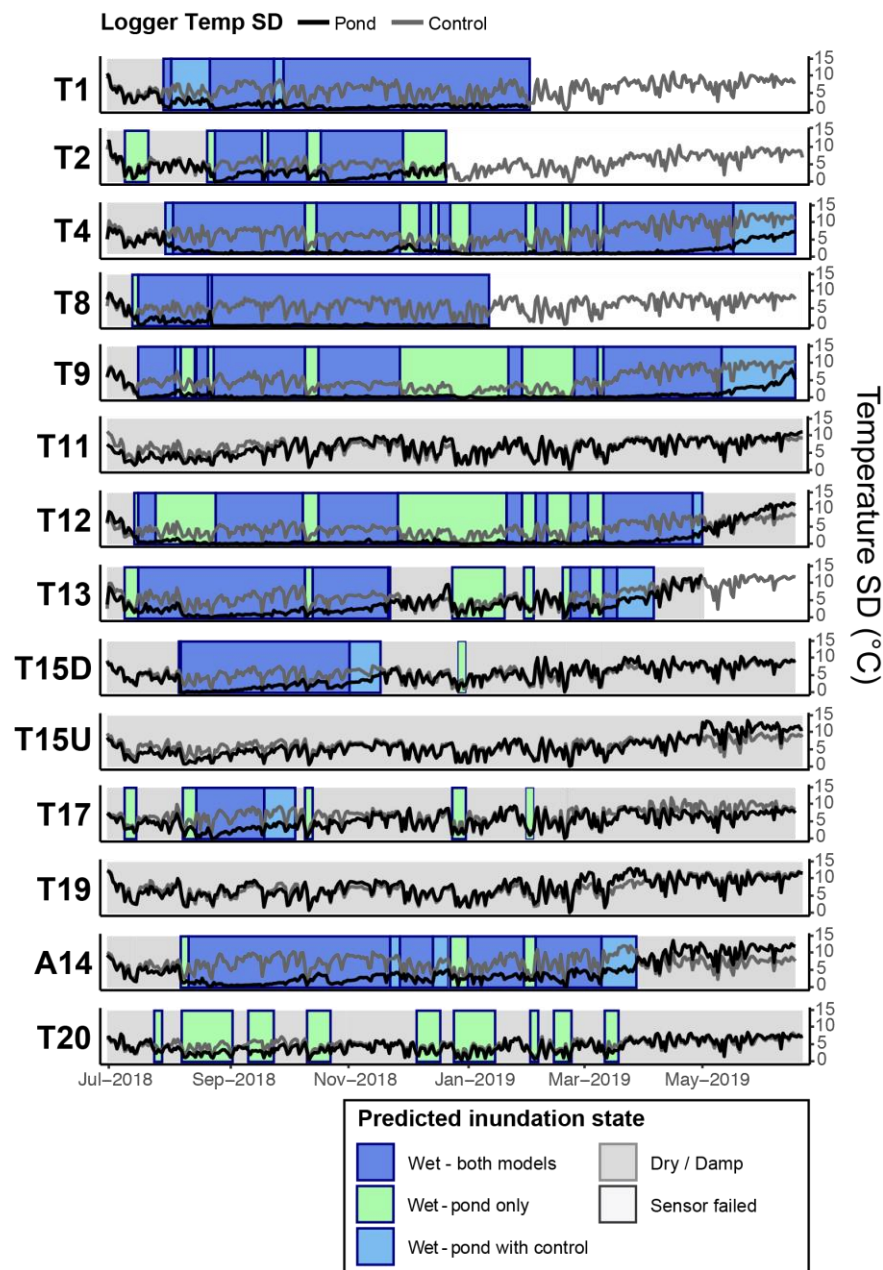 Logger Temp SD Pond Control
T1 15 10 5 0
T2 15 10 5 0
T4 15 10 5 0
T8 15 10 5 0
T9 15 10 5 0
T11 15 10 5 0
T12 15 10 5 0
T13 15 10 5 0
T15D 15 10 5 0
T15U 15 10 5 0
T17 15 10 5 0
T19 15 10 5 0
A14 15 10 5 0
T20 15 10 5 0
Temperature SD (°C)
Jul–2018 Sep–2018 Nov–2018 Jan–2019 Mar–2019 May–2019
Predicted inundation state
Wet - both models Dry / Damp
Wet - pond only Sensor failed
Wet - pond with control